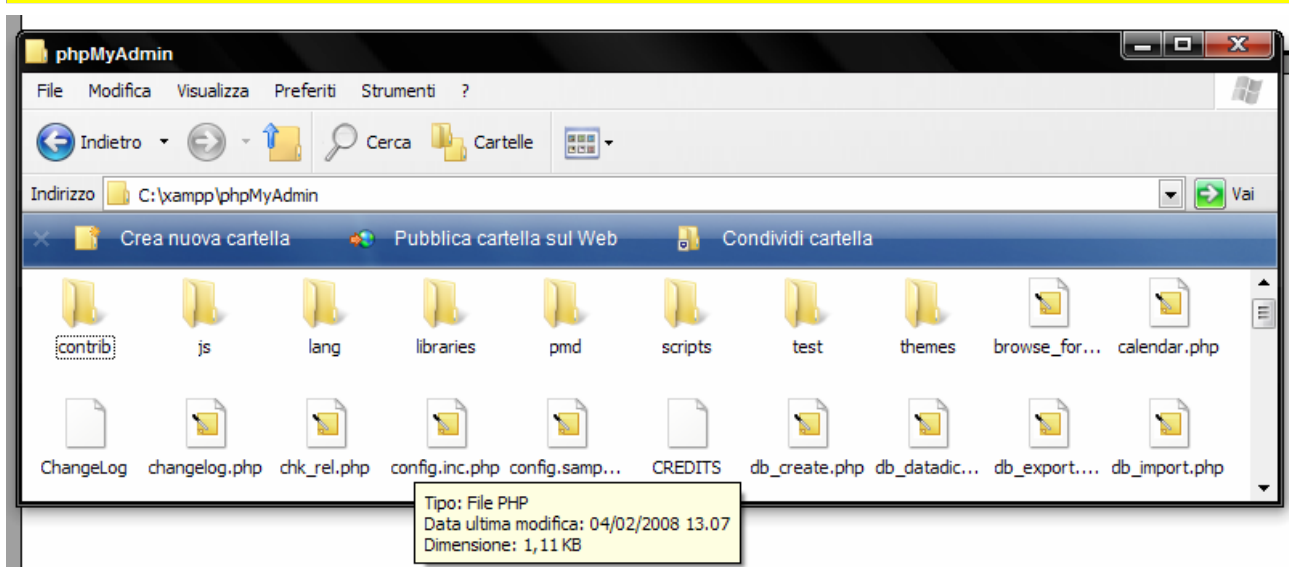 phpMyAdmin
File Modifica Visualizza Preferiti Strumenti ?
Indietro Cerca Cartelle
Indirizzo C:\xampp\phpMyAdmin Vai
Crea nuova cartella Pubblica cartella sul Web Condividi cartella
contrib js lang libraries pmd scripts test themes browse_for... calendar.php
ChangeLog changelog.php chk_rel.php config.inc.php config.samp... CREDITS db_create.php db_datadic... db_export.... db_import.php
Tipo: File PHP
Data ultima modifica: 04/02/2008 13.07
Dimensione: 1,11 KB